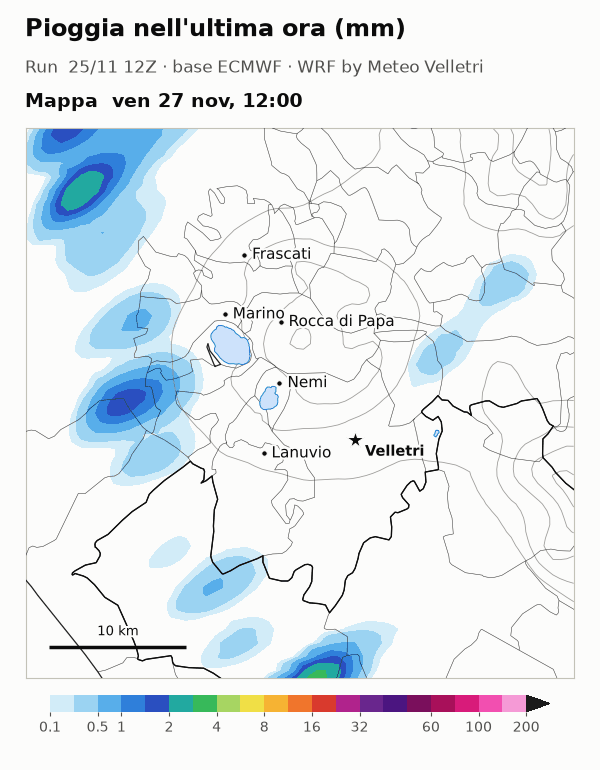 Pioggia nell'ultima ora (mm)
Run  25/11 12Z · base ECMWF · WRF by Meteo Velletri
Mappa  ven 27 nov, 12:00
Frascati
Marino
Rocca di Papa
Nemi
Velletri
Lanuvio
10 km
0.1 0.5 1 2 4 8 16 32 60 100 200